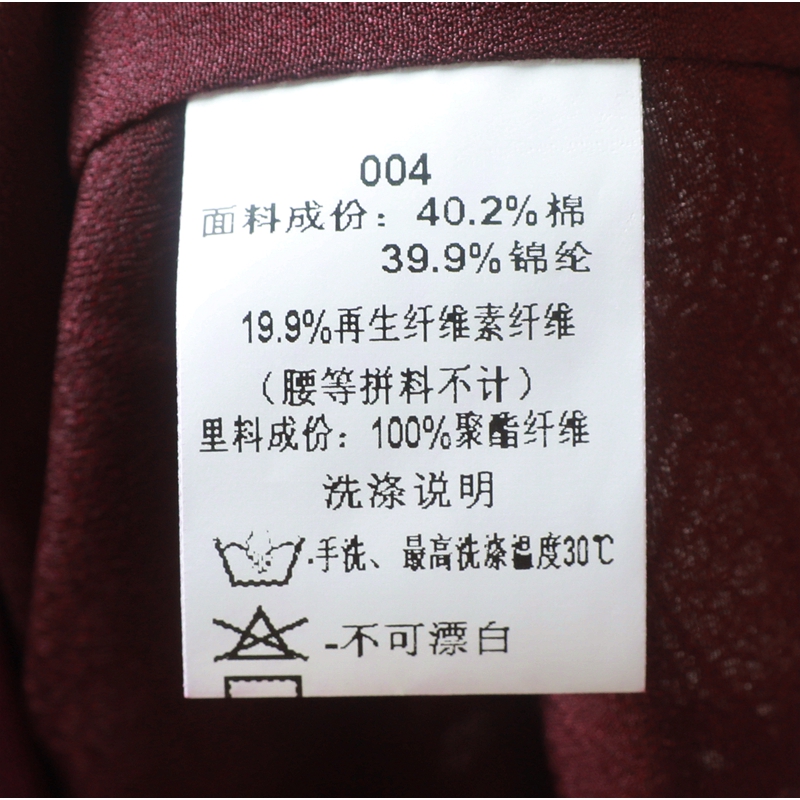 004
面料成份：40.2%棉
39.9%锦纶
19.9%再生纤维素纤维
（腰等拼料不计）
里料成份：100%聚酯纤维
洗涤说明
-手洗、最高洗涤温度30℃
-不可漂白